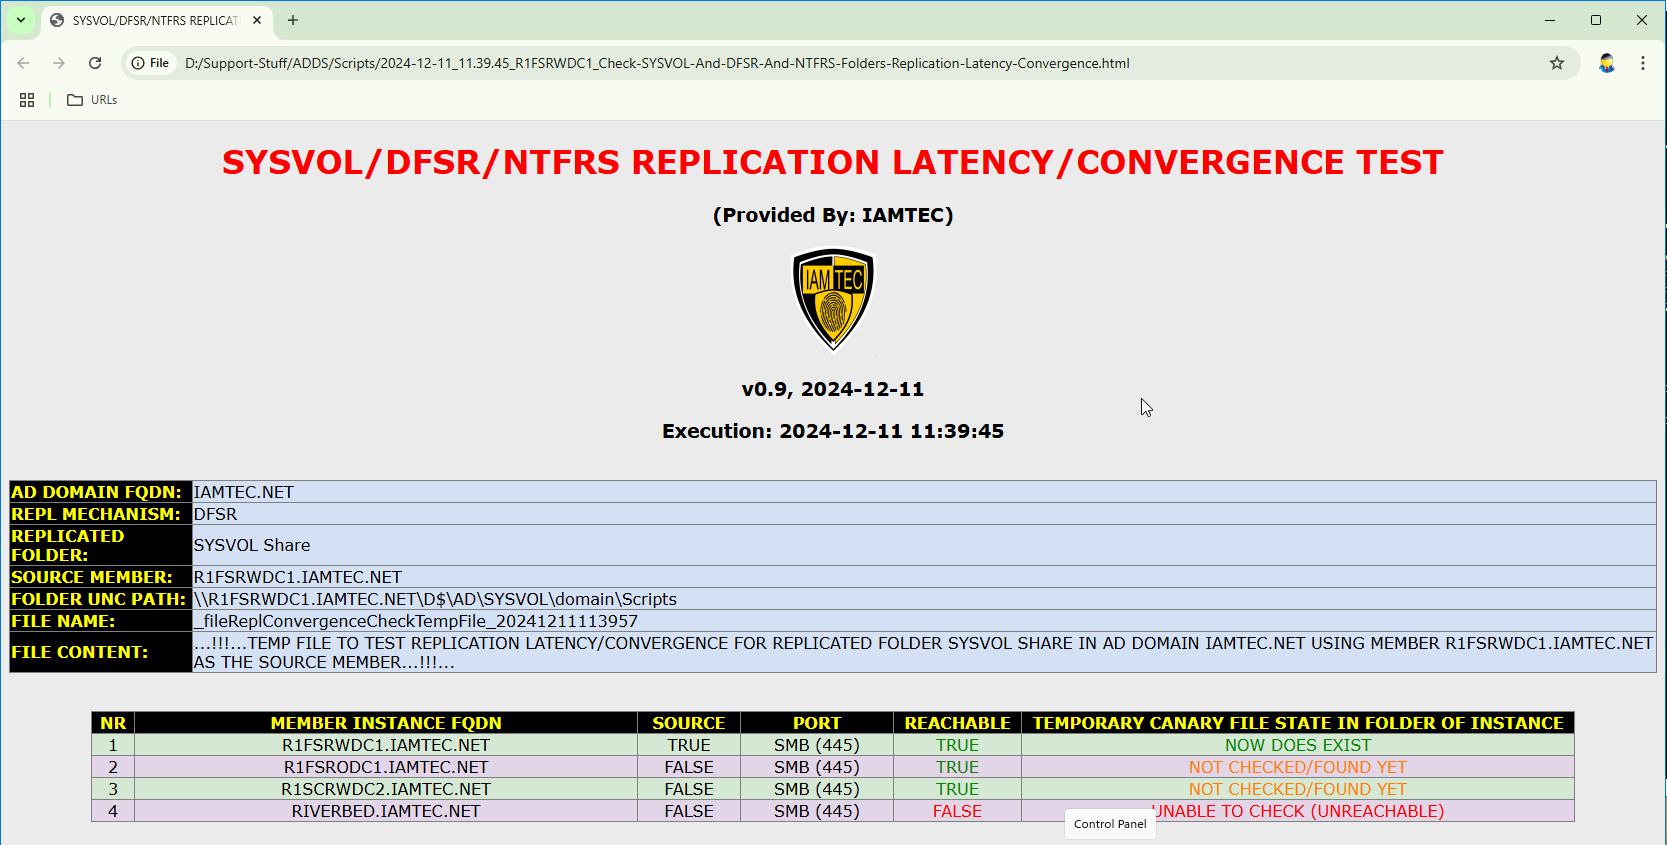 SYSVOL/DFSR/NTFRS REPLICAT
File D:/Support-Stuff/ADDS/Scripts/2024-12-11_11.39.45_R1FSRWDC1_Check-SYSVOL-And-DFSR-And-NTFRS-Folders-Replication-Latency-Convergence.html
URLs
SYSVOL/DFSR/NTFRS REPLICATION LATENCY/CONVERGENCE TEST
(Provided By: IAMTEC)
IAM TEC
v0.9, 2024-12-11
Execution: 2024-12-11 11:39:45
AD DOMAIN FQDN: IAMTEC.NET
REPL MECHANISM: DFSR
REPLICATED
FOLDER: SYSVOL Share
SOURCE MEMBER: R1FSRWDC1.IAMTEC.NET
FOLDER UNC PATH: \\R1FSRWDC1.IAMTEC.NET\D$\AD\SYSVOL\domain\Scripts
FILE NAME: _fileReplConvergenceCheckTempFile_20241211113957
FILE CONTENT: ...!!!...TEMP FILE TO TEST REPLICATION LATENCY/CONVERGENCE FOR REPLICATED FOLDER SYSVOL SHARE IN AD DOMAIN IAMTEC.NET USING MEMBER R1FSRWDC1.IAMTEC.NET
AS THE SOURCE MEMBER...!!!...
NR MEMBER INSTANCE FQDN SOURCE PORT REACHABLE TEMPORARY CANARY FILE STATE IN FOLDER OF INSTANCE
1 R1FSRWDC1.IAMTEC.NET TRUE SMB (445) TRUE NOW DOES EXIST
2 R1FSRODC1.IAMTEC.NET FALSE SMB (445) TRUE NOT CHECKED/FOUND YET
3 R1SCRWDC2.IAMTEC.NET FALSE SMB (445) TRUE NOT CHECKED/FOUND YET
4 RIVERBED.IAMTEC.NET FALSE SMB (445) FALSE UNABLE TO CHECK (UNREACHABLE)
Control Panel